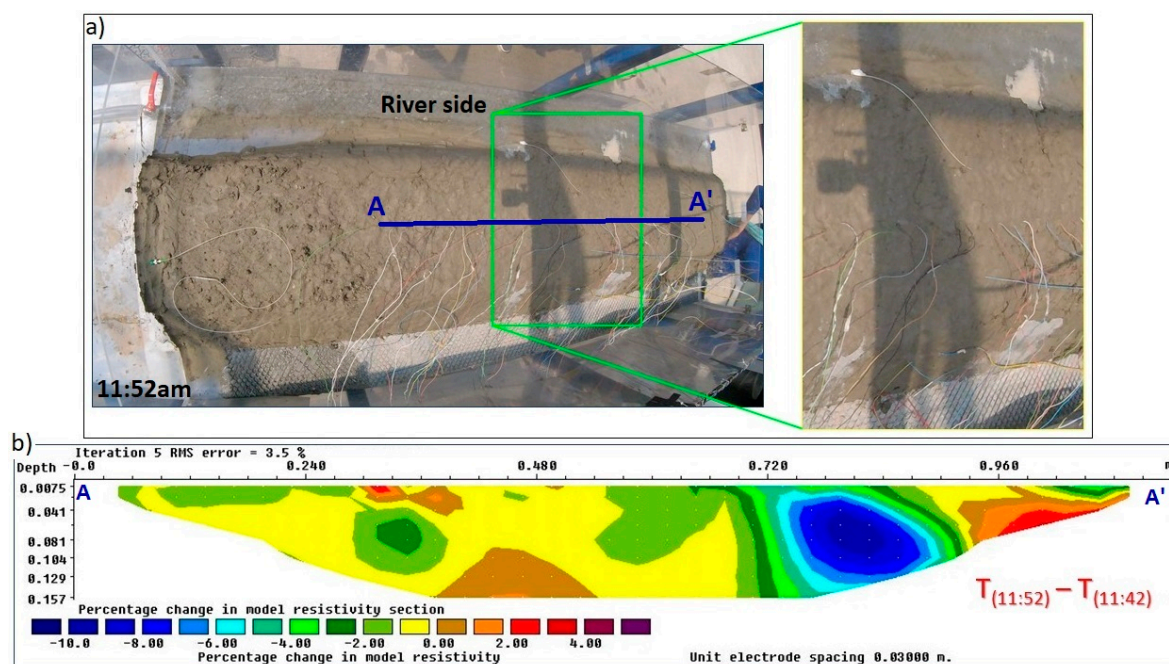 a)
River side
A
A'
11:52am
b)
Iteration 5 RMS error = 3.5 %
Depth -0.0 0.240 0.480 0.720 0.960 m
A
A'
0.0075
0.041
0.081
0.104
0.129
0.157
T(11:52) – T(11:42)
Percentage change in model resistivity section
-10.0 -8.00 -6.00 -4.00 -2.00 0.00 2.00 4.00
Percentage change in model resistivity
Unit electrode spacing 0.03000 m.